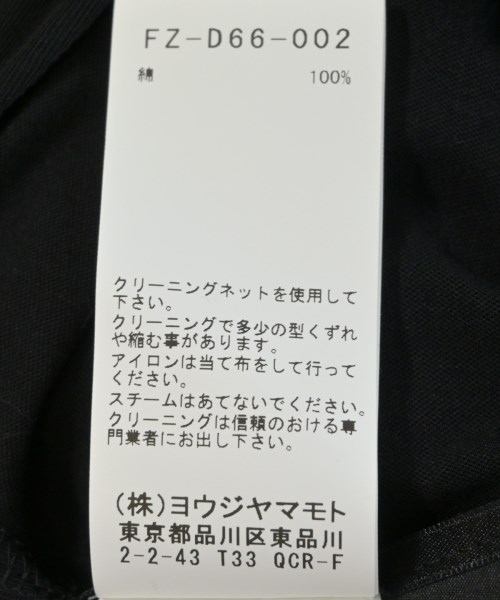 FZ-D66-002
綿 100%
クリーニングネットを使用して
下さい。
クリーニングで多少の型くずれ
や縮む事があります。
アイロンは当て布をして行って
ください。
スチームはあてないでください。
クリーニングは信頼のおける専
門業者にお出し下さい。
(株)ヨウジヤマモト
東京都品川区東品川
2-2-43 T33 QCR-F